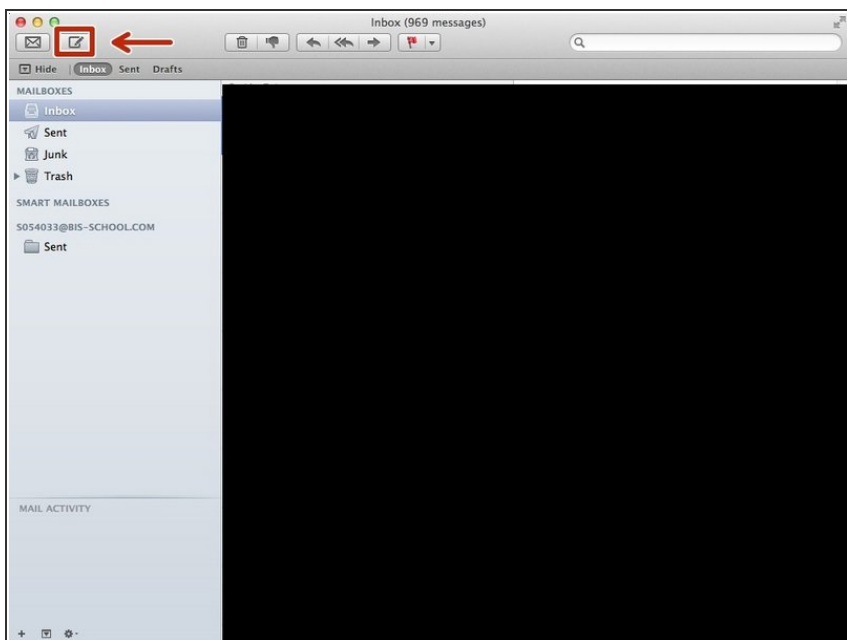 Inbox (969 messages)
Hide Inbox Sent Drafts
MAILBOXES
Inbox
Sent
Junk
Trash
SMART MAILBOXES
S054033@BIS-SCHOOL.COM
Sent
MAIL ACTIVITY